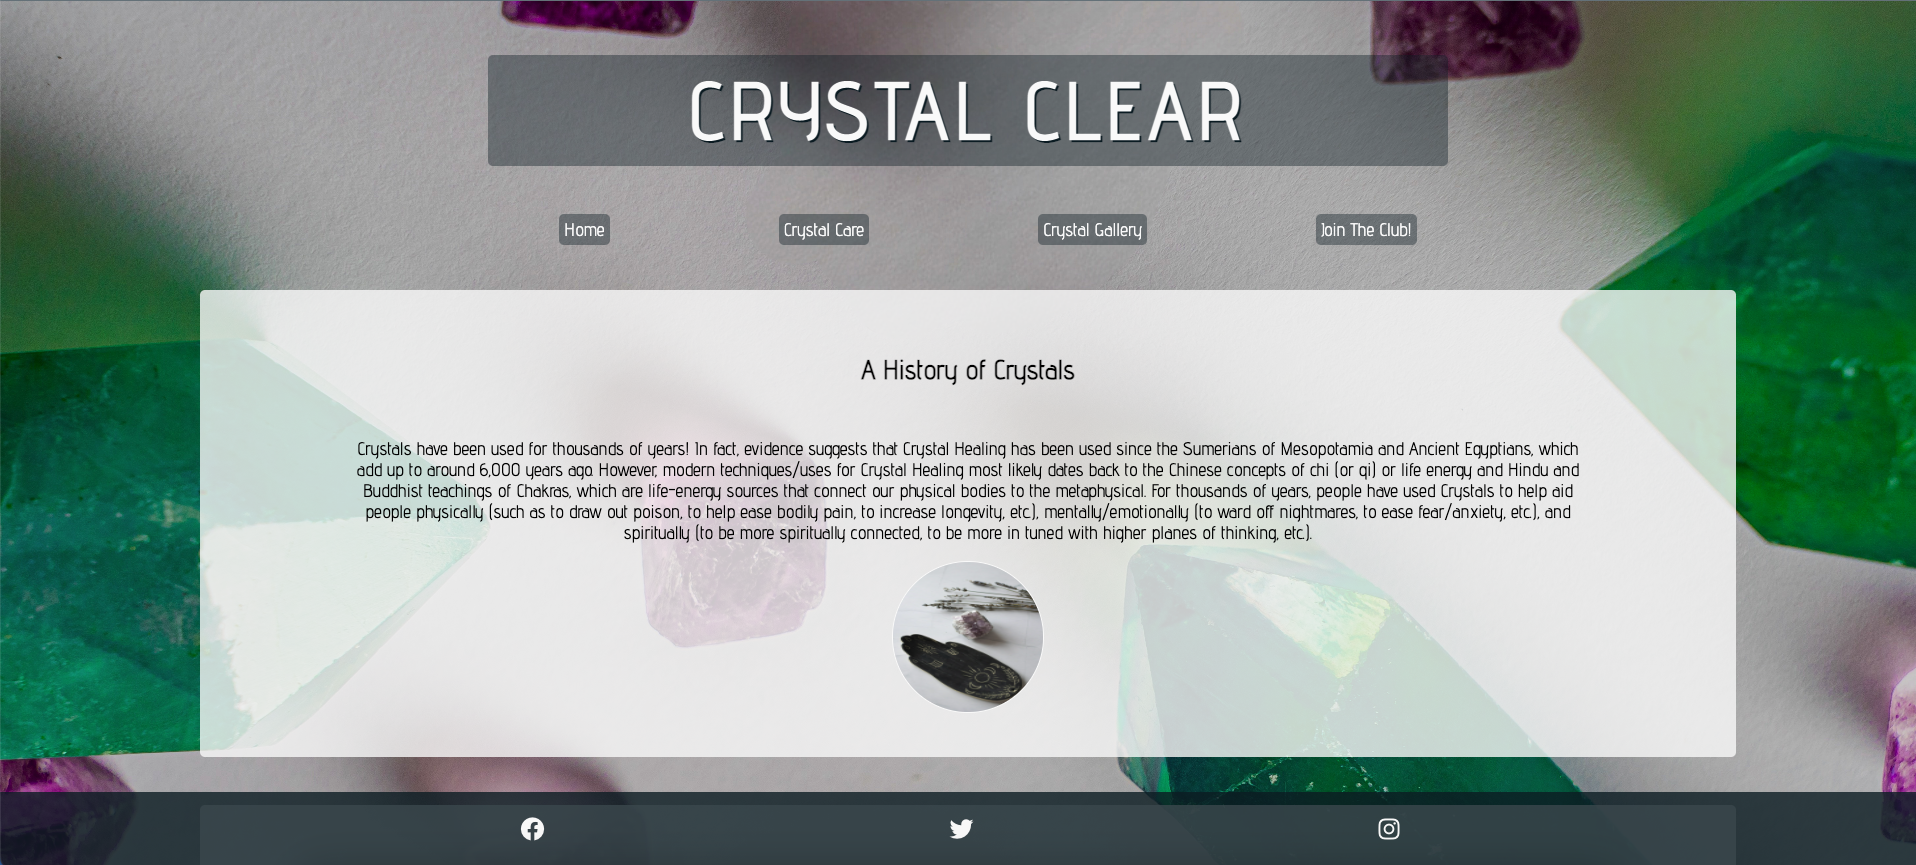 CRYSTAL CLEAR
Home
Crystal Care
Crystal Gallery
Join The Club!
A History of Crystals
Crystals have been used for thousands of years! In fact, evidence suggests that Crystal Healing has been used since the Sumerians of Mesopotamia and Ancient Egyptians, which
add up to around 6,000 years ago. However, modern techniques/uses for Crystal Healing most likely dates back to the Chinese concepts of chi (or qi) or life energy and Hindu and
Buddhist teachings of Chakras, which are life-energy sources that connect our physical bodies to the metaphysical. For thousands of years, people have used Crystals to help aid
people physically (such as to draw out poison, to help ease bodily pain, to increase longevity, etc.), mentally/emotionally (to ward off nightmares, to ease fear/anxiety, etc.), and
spiritually (to be more spiritually connected, to be more in tuned with higher planes of thinking, etc.).